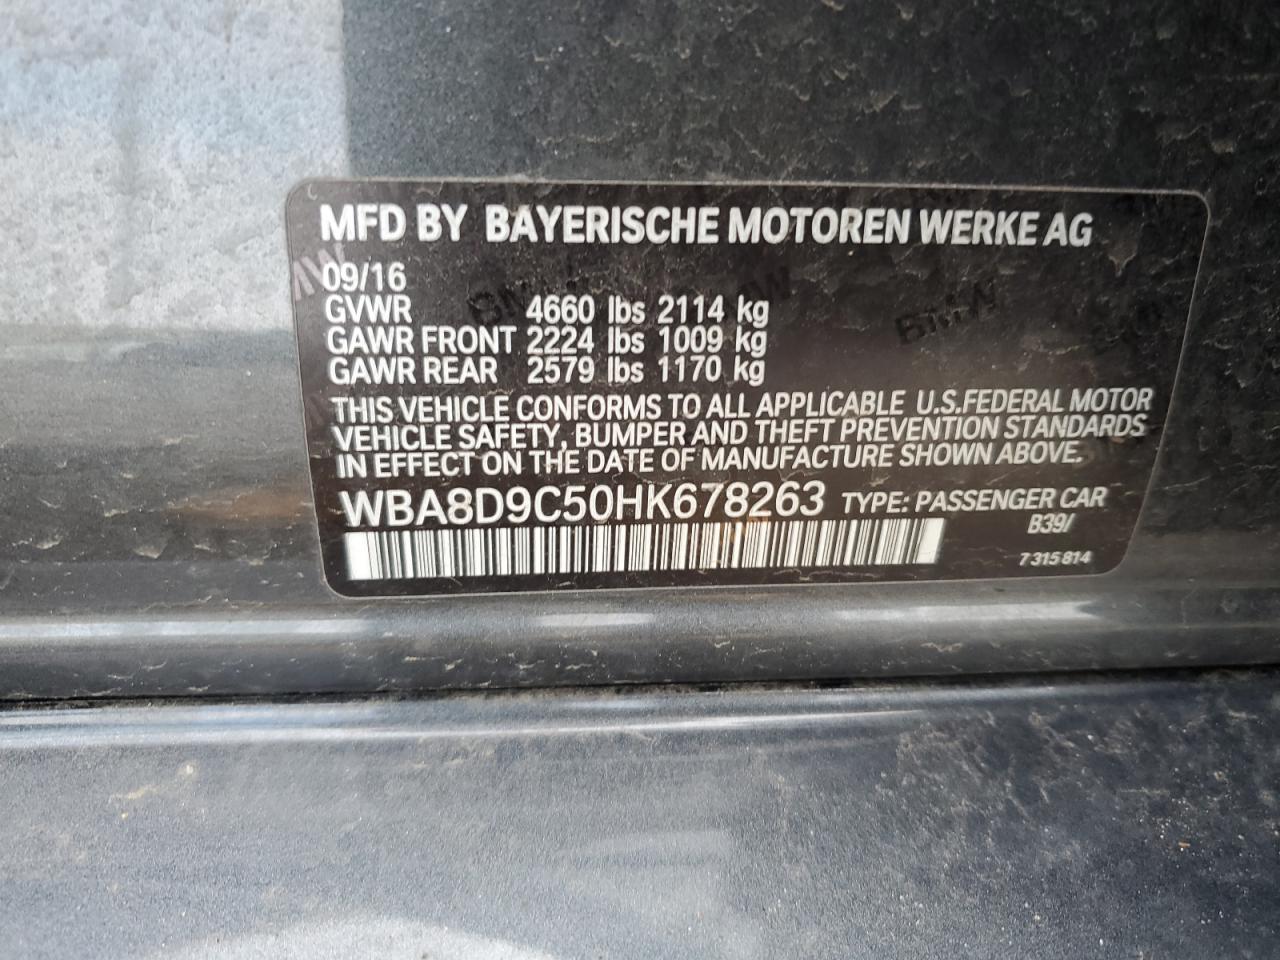 MFD BY BAYERISCHE MOTOREN WERKE AG
09/16
GVWR 4660 lbs 2114 kg
GAWR FRONT 2224 lbs 1009 kg
GAWR REAR 2579 lbs 1170 kg
THIS VEHICLE CONFORMS TO ALL APPLICABLE U.S.FEDERAL MOTOR
VEHICLE SAFETY, BUMPER AND THEFT PREVENTION STANDARDS
IN EFFECT ON THE DATE OF MANUFACTURE SHOWN ABOVE.
WBA8D9C50HK678263 TYPE: PASSENGER CAR
B39/
7 315 814